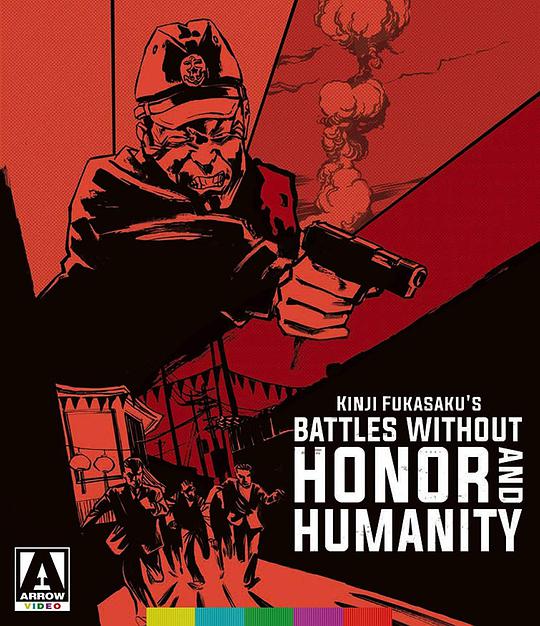 KINJI FUKASAKU'S
BATTLES WITHOUT
HONOR AND
HUMANITY
ARROW
VIDEO